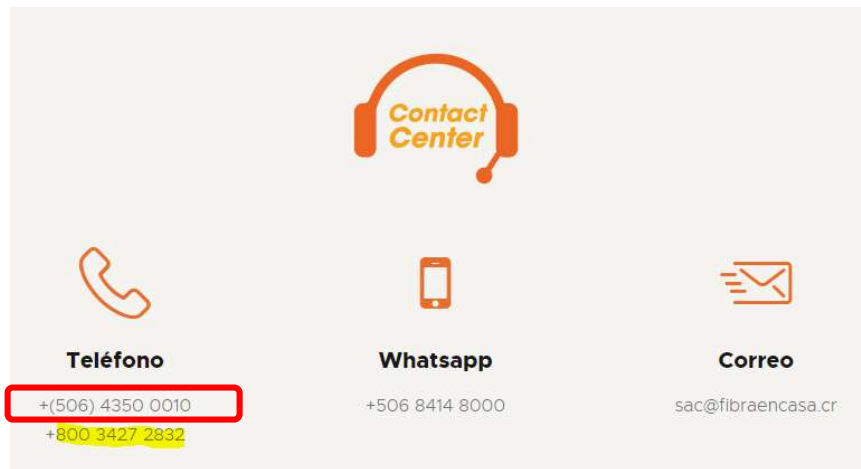 Contact
Center
Teléfono
+(506) 4350 0010
+800 3427 2832
Whatsapp
+506 8414 8000
Correo
sac@fibraencasa.cr